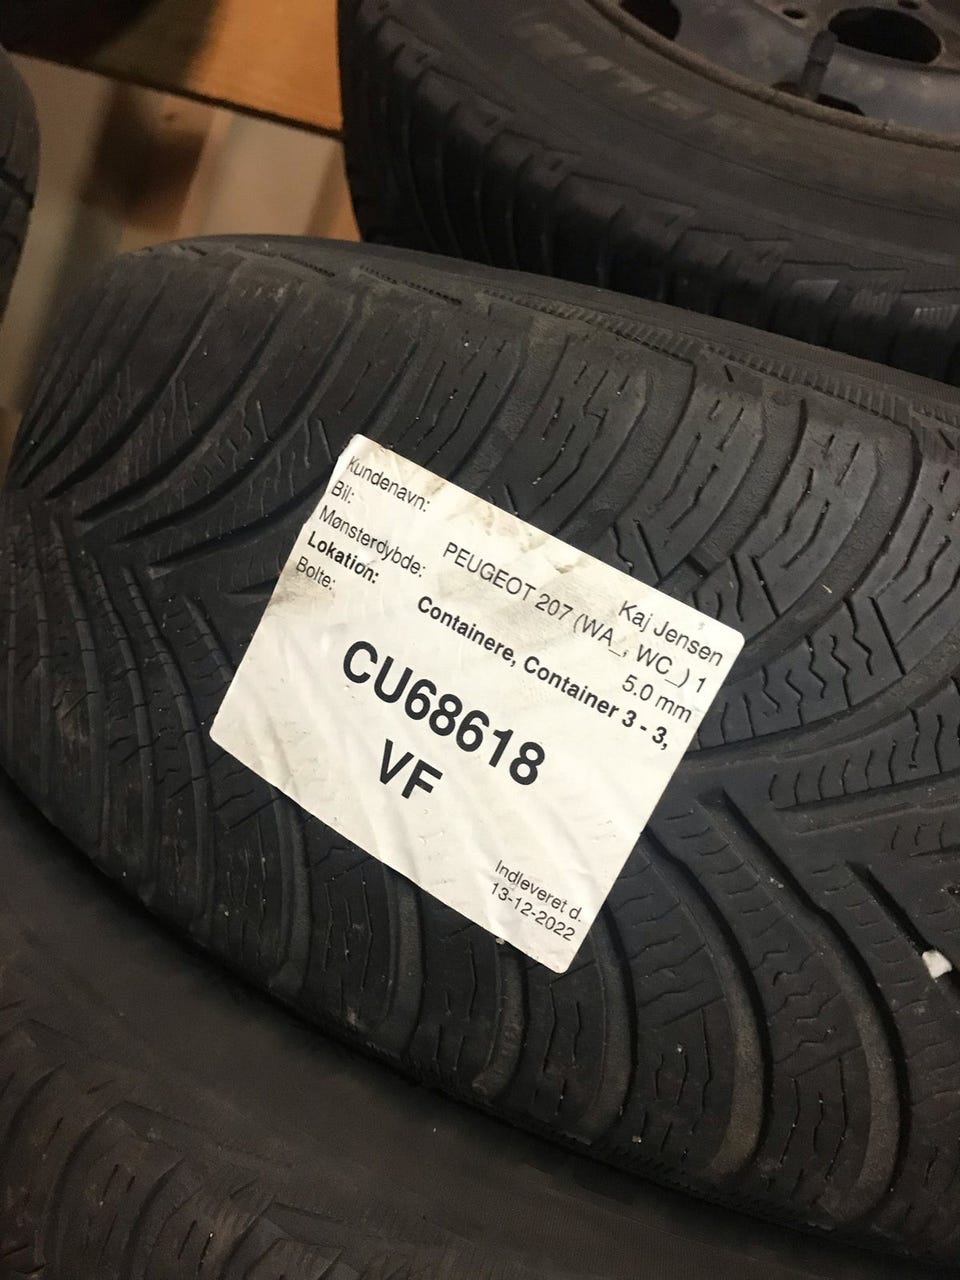 Kundenavn: Kaj Jensen
Bil: PEUGEOT 207 (WA_, WC_) 1
Mønsterdybde: 5.0 mm
Lokation: Containere, Container 3 - 3,
Bolte:
CU68618
VF
Indleveret d.
13-12-2022